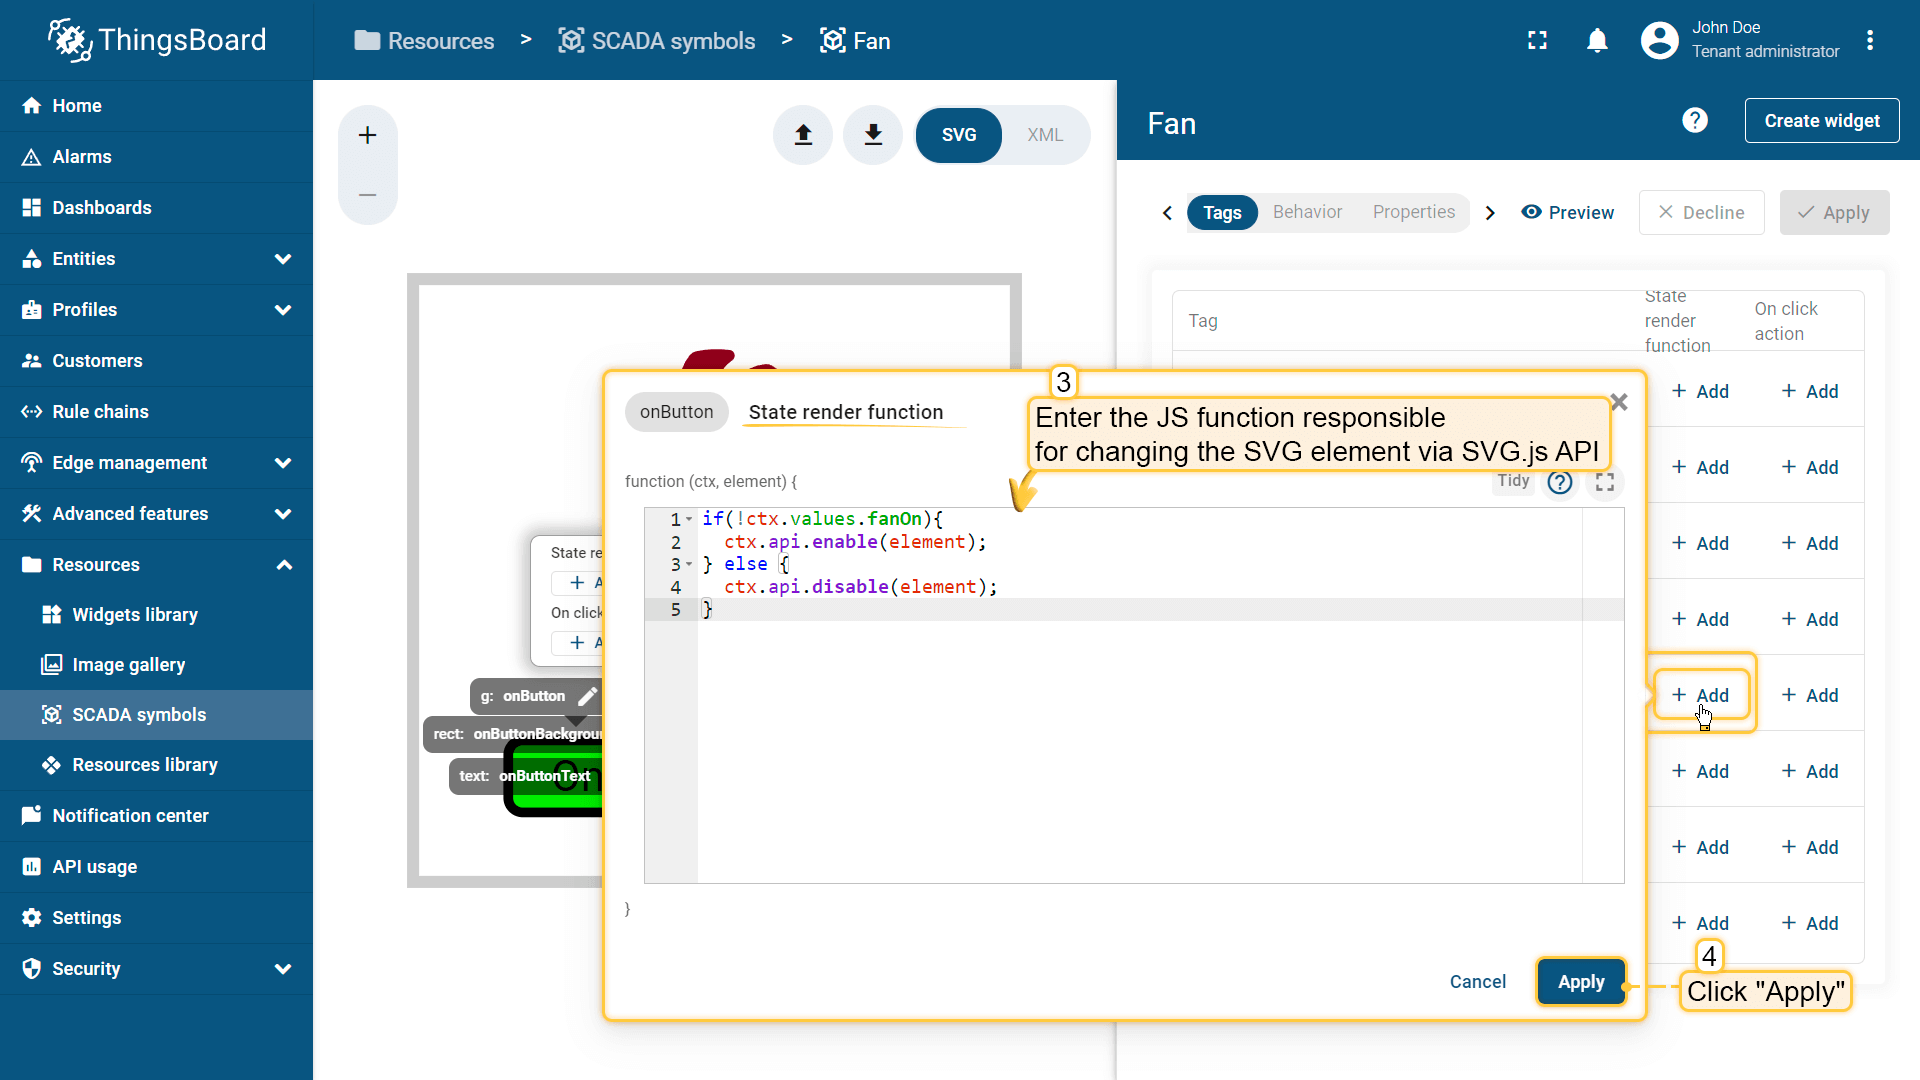 ThingsBoard
Resources > SCADA symbols > Fan
John Doe
Tenant administrator
Home
Alarms
Dashboards
Entities
Profiles
Customers
Rule chains
Edge management
Advanced features
Resources
Widgets library
Image gallery
SCADA symbols
Resources library
Notification center
API usage
Settings
Security
+
−
SVG XML
Fan
? Create widget
Tags Behavior Properties Preview Decline Apply
Tag
State
render
function
On click
action
+ Add + Add
+ Add + Add
+ Add + Add
+ Add + Add
+ Add + Add
+ Add + Add
+ Add + Add
+ Add + Add
State re
+ A
On click
+ A
g: onButton
rect: onButtonBackgrou
text: onButtonText
On
onButton State render function
3
Enter the JS function responsible
for changing the SVG element via SVG.js API
function (ctx, element) {
Tidy ?
1 if(!ctx.values.fanOn){
2 ctx.api.enable(element);
3 } else {
4 ctx.api.disable(element);
5 }
}
Cancel Apply
4
Click "Apply"